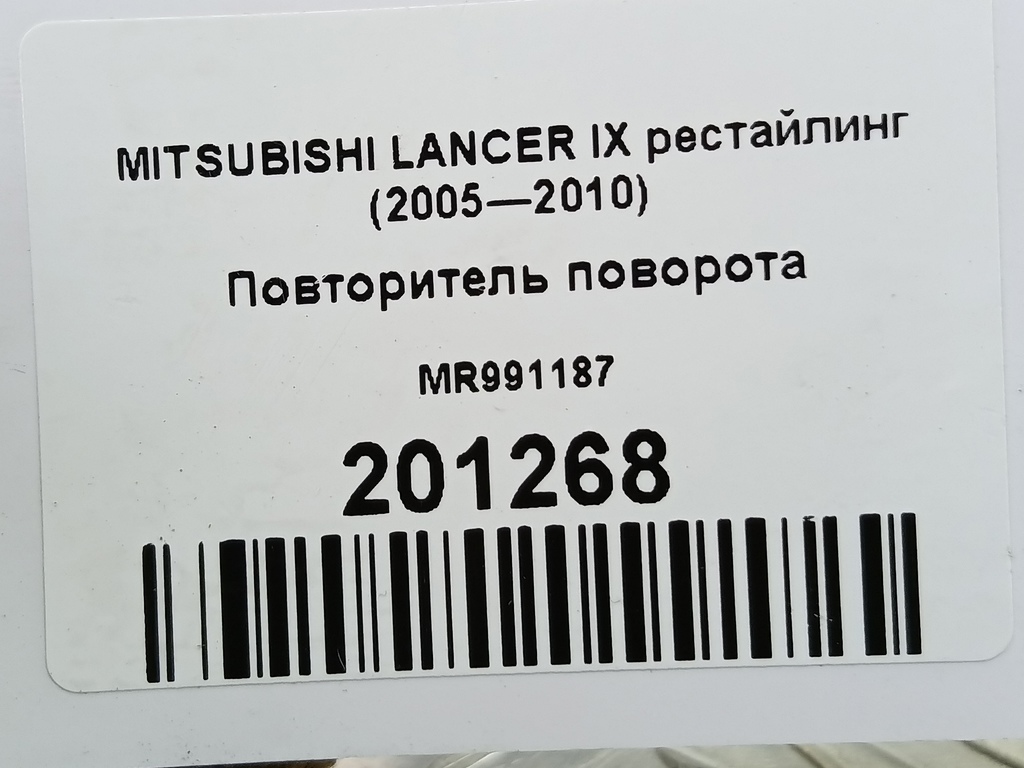 MITSUBISHI LANCER IX рестайлинг
(2005—2010)
Повторитель поворота
MR991187
201268